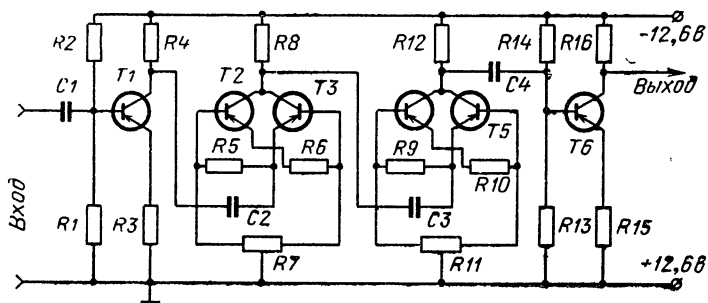 R2
R4
R8
R12
R14
R16
-12,6в
C1
T1
T2
T3
C4
Выход
T5
T6
R5
R6
R9
R10
Вход
C2
C3
R1
R3
R7
R11
R13
R15
+12,6в